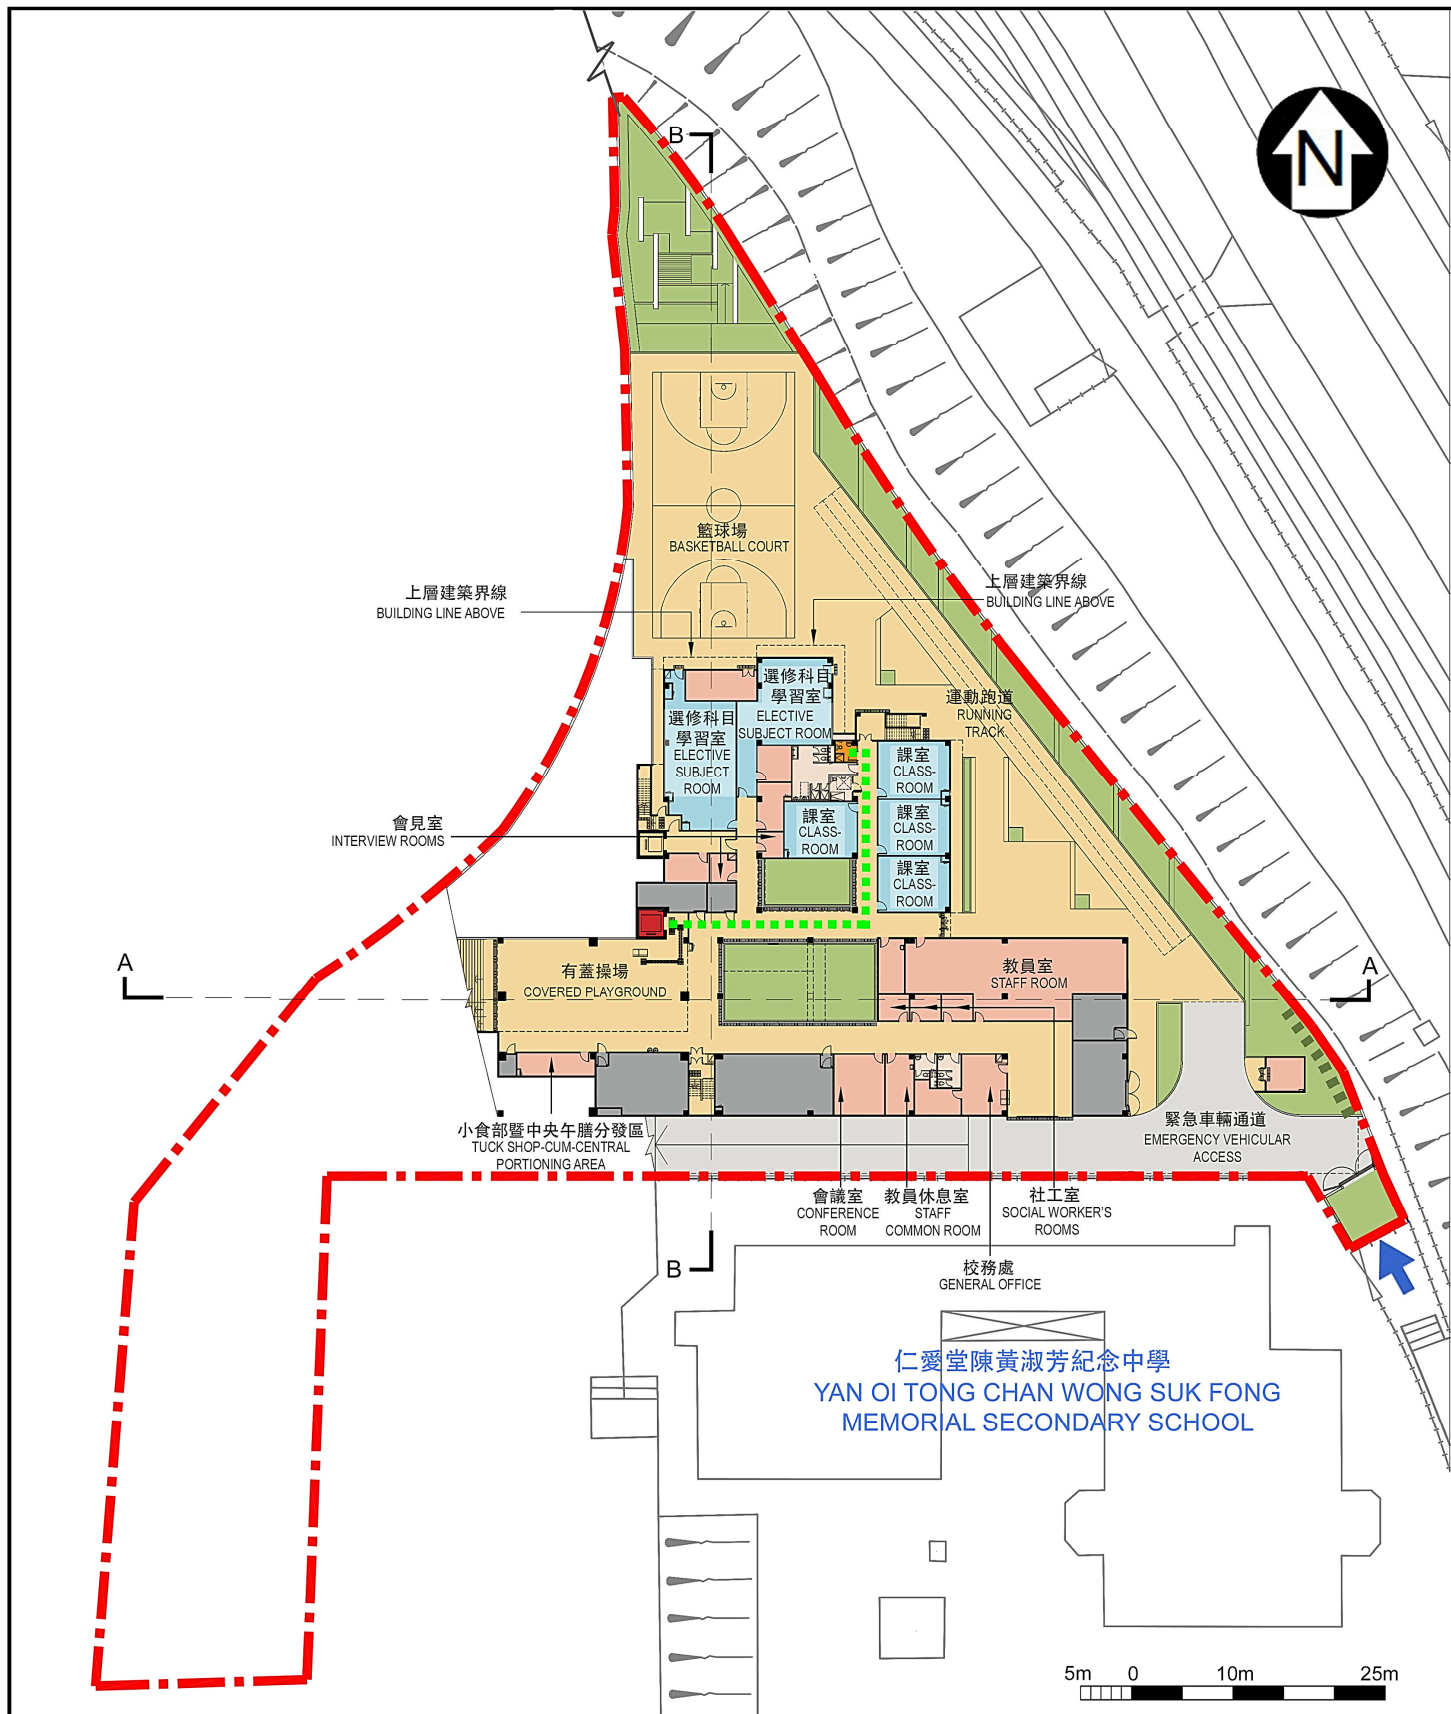 B
N
籃球場
BASKETBALL COURT
上層建築界線
BUILDING LINE ABOVE
上層建築界線
BUILDING LINE ABOVE
選修科目
學習室
ELECTIVE
SUBJECT ROOM
選修科目
學習室
ELECTIVE
SUBJECT
ROOM
運動跑道
RUNNING
TRACK
課室
CLASS-
ROOM
課室
CLASS-
ROOM
課室
CLASS-
ROOM
課室
CLASS-
ROOM
會見室
INTERVIEW ROOMS
A
有蓋操場
COVERED PLAYGROUND
教員室
STAFF ROOM
A
小食部暨中央午膳分發區
TUCK SHOP-CUM-CENTRAL
PORTIONING AREA
緊急車輛通道
EMERGENCY VEHICULAR
ACCESS
會議室
CONFERENCE
ROOM
教員休息室
STAFF
COMMON ROOM
社工室
SOCIAL WORKER'S
ROOMS
B
校務處
GENERAL OFFICE
仁愛堂陳黃淑芳紀念中學
YAN OI TONG CHAN WONG SUK FONG
MEMORIAL SECONDARY SCHOOL
5m 0 10m 25m